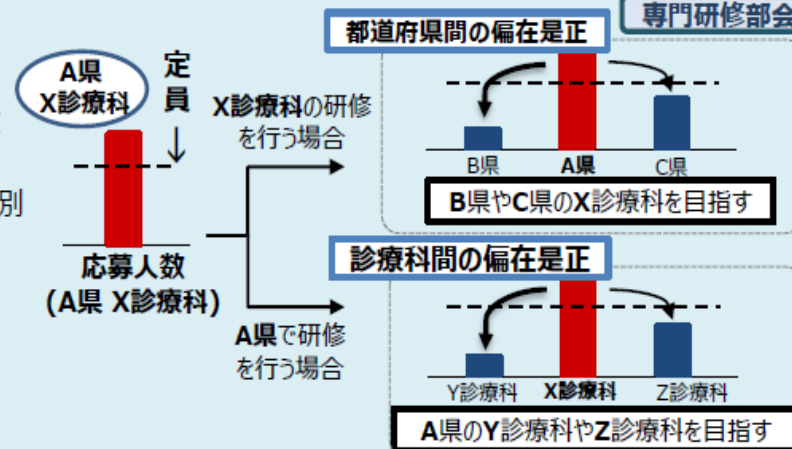 専門研修部会
都道府県間の偏在是正
A県
X診療科
定
員
↓
X診療科の研修
を行う場合
B県
A県
C県
別
B県やC県のX診療科を目指す
診療科間の偏在是正
応募人数
(A県 X診療科)
A県で研修
を行う場合
Y診療科
X診療科
Z診療科
A県のY診療科やZ診療科を目指す